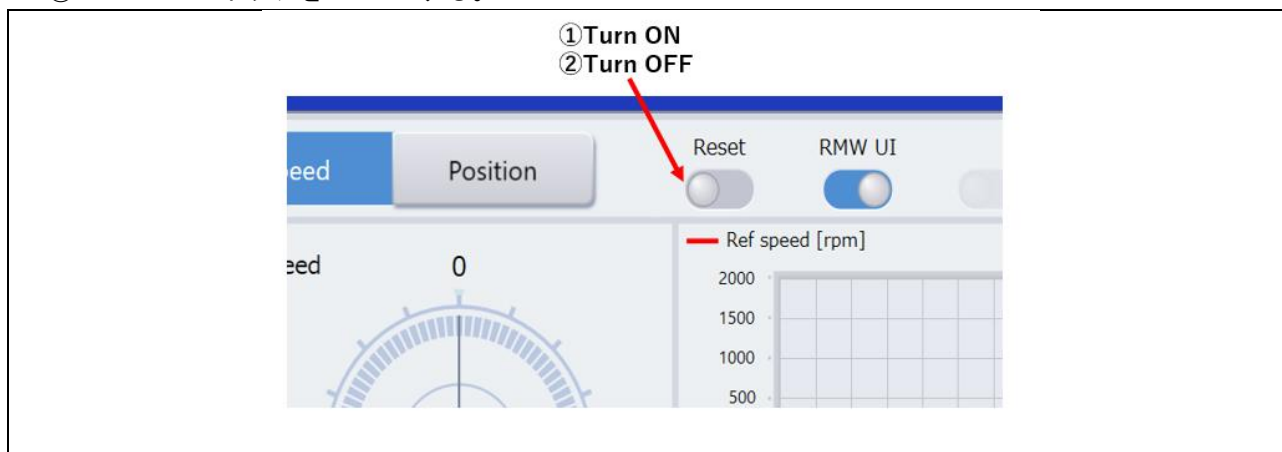 ①Turn ON
②Turn OFF
Reset RMW UI
eed Position
Ref speed [rpm]
eed 0
2000
1500
1000
500